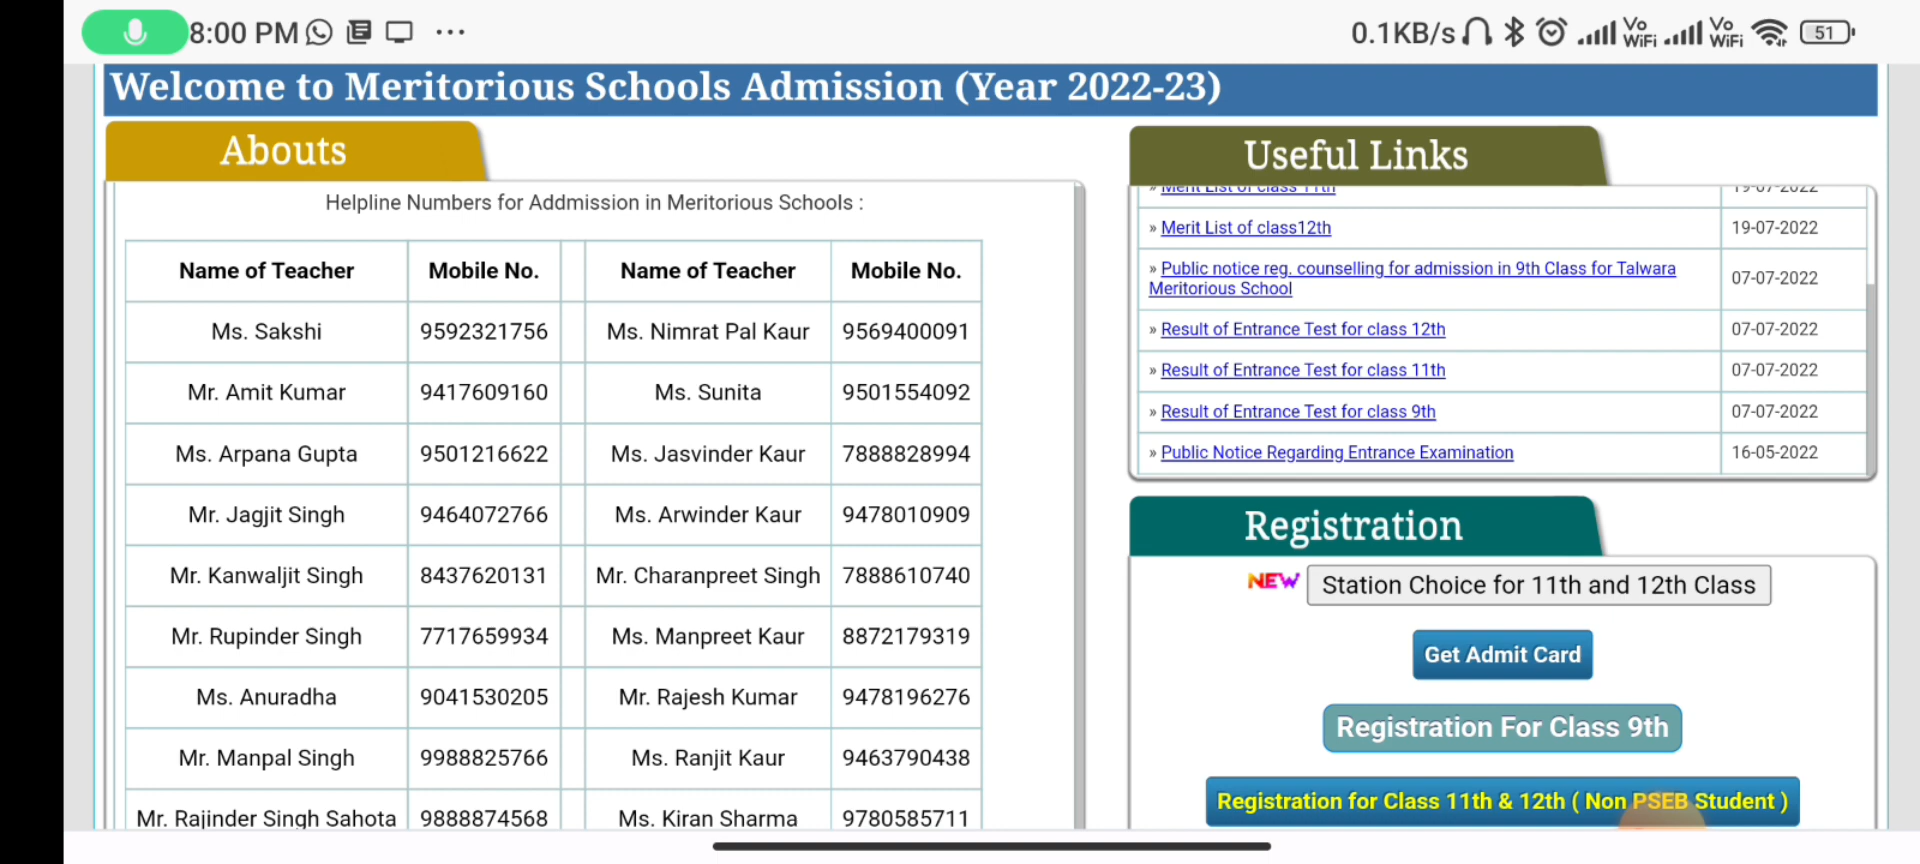 8:00 PM ... 0.1KB/s Vo WiFi Vo WiFi 51
Welcome to Meritorious Schools Admission (Year 2022-23)
Abouts
Helpline Numbers for Addmission in Meritorious Schools :
Name of Teacher Mobile No. Name of Teacher Mobile No.
Ms. Sakshi 9592321756 Ms. Nimrat Pal Kaur 9569400091
Mr. Amit Kumar 9417609160 Ms. Sunita 9501554092
Ms. Arpana Gupta 9501216622 Ms. Jasvinder Kaur 7888828994
Mr. Jagjit Singh 9464072766 Ms. Arwinder Kaur 9478010909
Mr. Kanwaljit Singh 8437620131 Mr. Charanpreet Singh 7888610740
Mr. Rupinder Singh 7717659934 Ms. Manpreet Kaur 8872179319
Ms. Anuradha 9041530205 Mr. Rajesh Kumar 9478196276
Mr. Manpal Singh 9988825766 Ms. Ranjit Kaur 9463790438
Mr. Rajinder Singh Sahota 9888874568 Ms. Kiran Sharma 9780585711
Useful Links
» Merit List of class 11th 19-07-2022
» Merit List of class12th 19-07-2022
» Public notice reg. counselling for admission in 9th Class for Talwara
Meritorious School 07-07-2022
» Result of Entrance Test for class 12th 07-07-2022
» Result of Entrance Test for class 11th 07-07-2022
» Result of Entrance Test for class 9th 07-07-2022
» Public Notice Regarding Entrance Examination 16-05-2022
Registration
NEW Station Choice for 11th and 12th Class
Get Admit Card
Registration For Class 9th
Registration for Class 11th & 12th ( Non PSEB Student )